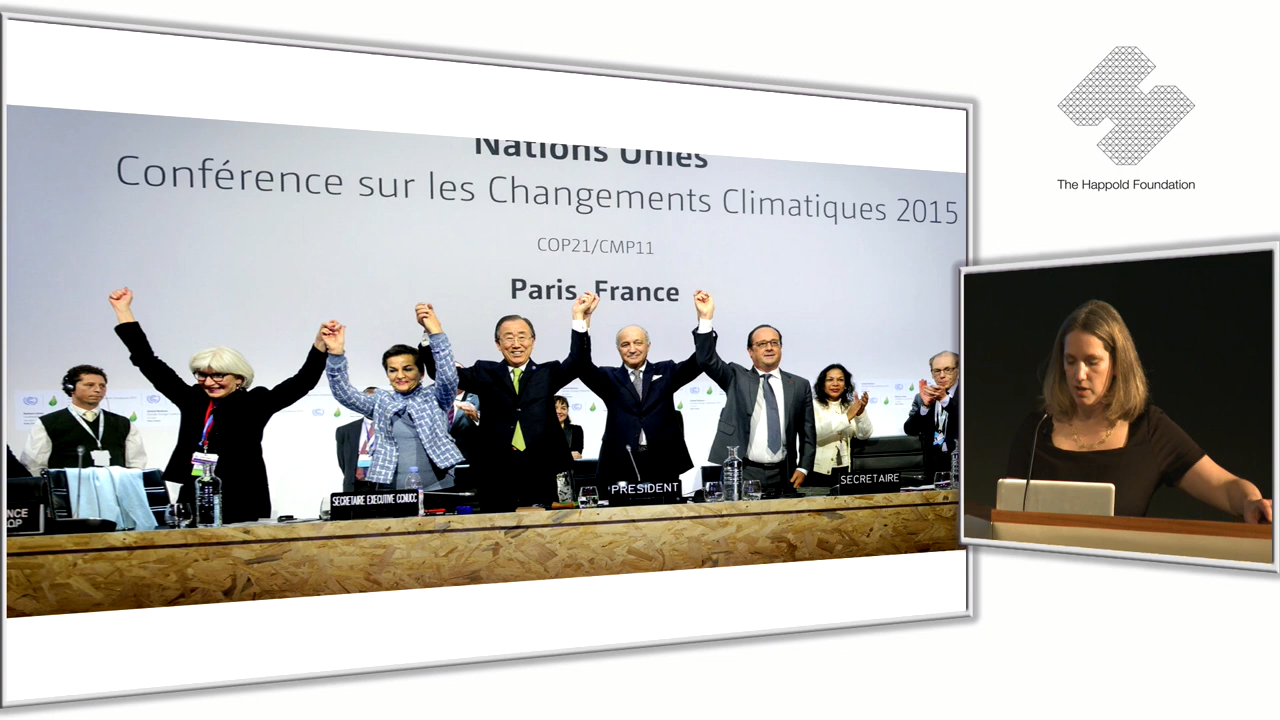 Nations Unies
Conférence sur les Changements Climatiques 2015
COP21/CMP11
Paris, France
SECRETAIRE EXECUTIVE CCNUCC
PRESIDENT
SECRETAIRE
The Happold Foundation